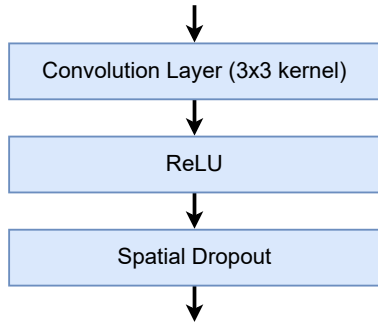 Convolution Layer (3x3 kernel)
ReLU
Spatial Dropout